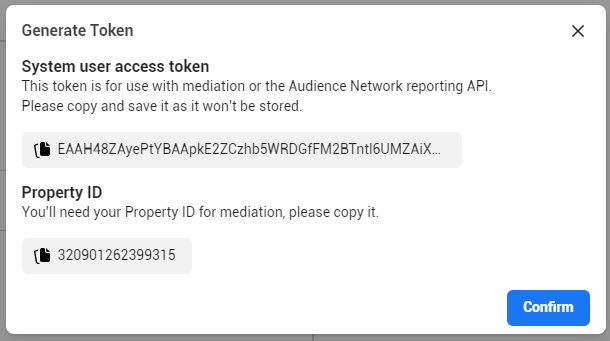 Generate Token
System user access token
This token is for use with mediation or the Audience Network reporting API.
Please copy and save it as it won't be stored.
EAAH48ZAyePtYBAApkE2ZCzhb5WRDGfFM2BTntl6UMZAiX...
Property ID
You'll need your Property ID for mediation, please copy it.
320901262399315
Confirm